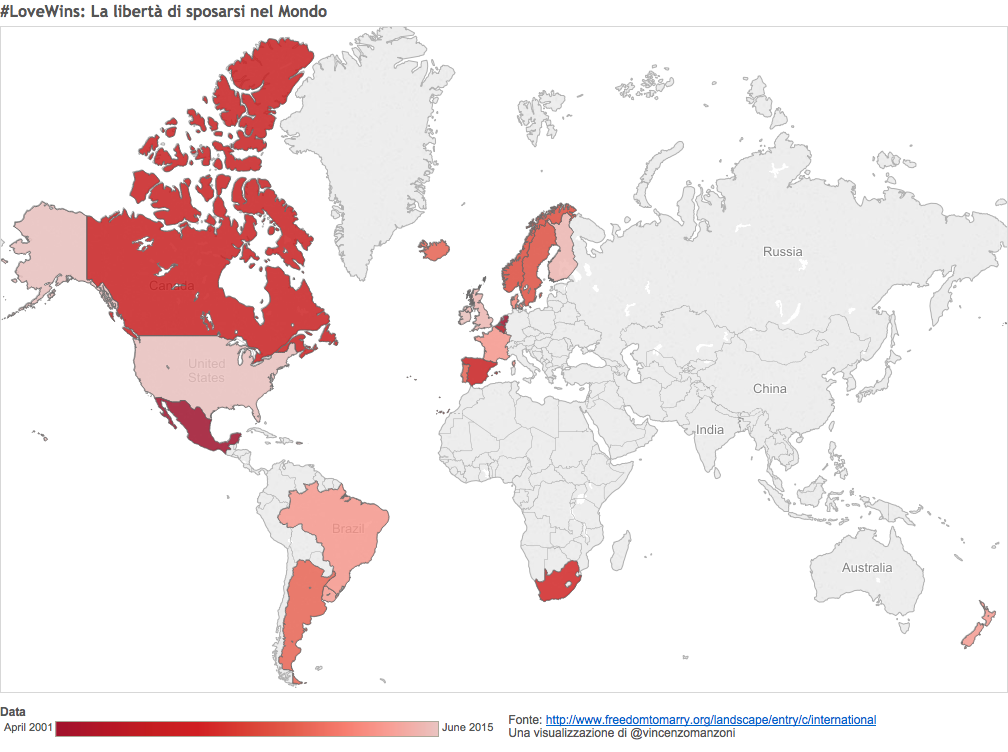 #LoveWins: La libertà di sposarsi nel Mondo
Russia
Canada
United
States
China
India
Brazil
Australia
Data
April 2001
June 2015
Fonte: http://www.freedomtomarry.org/landscape/entry/c/international
Una visualizzazione di @vincenzomanzoni